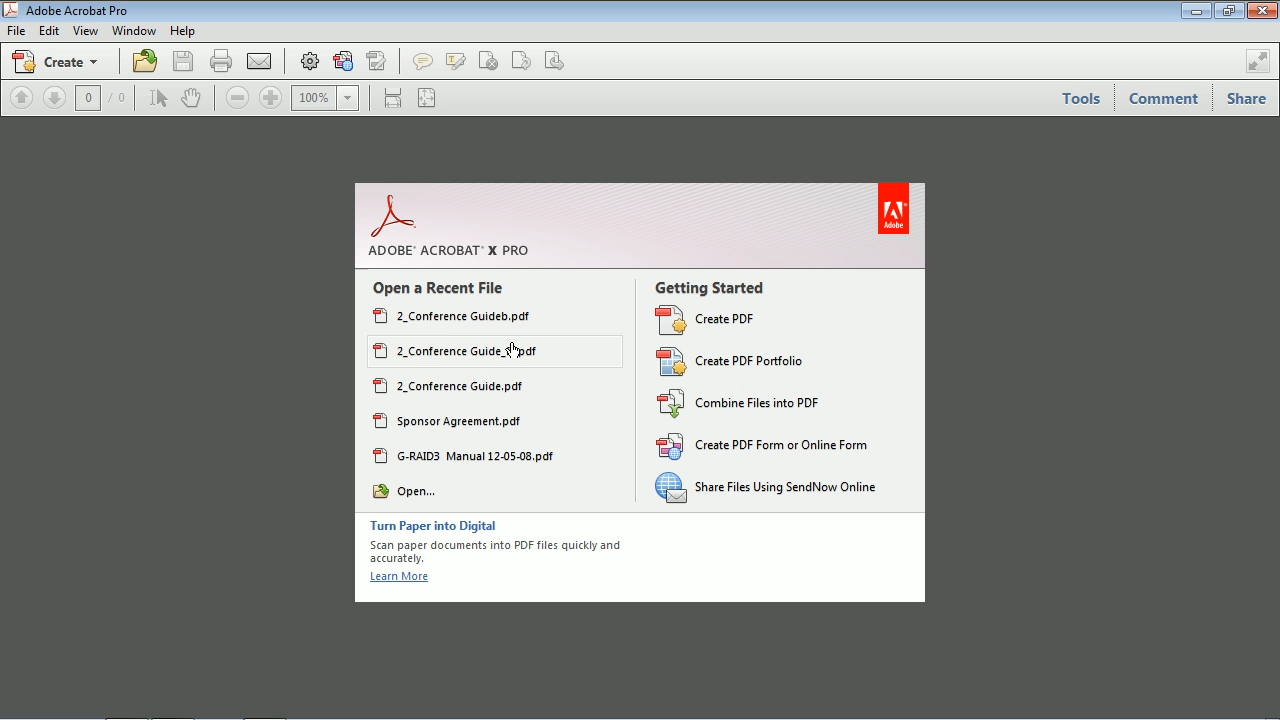 Adobe Acrobat Pro
File Edit View Window Help
Create
0 / 0 100% Tools Comment Share
Adobe
ADOBE® ACROBAT® X PRO
Open a Recent File
2_Conference Guideb.pdf
2_Conference Guide_ .pdf
2_Conference Guide.pdf
Sponsor Agreement.pdf
G-RAID3 Manual 12-05-08.pdf
Open...
Getting Started
Create PDF
Create PDF Portfolio
Combine Files into PDF
Create PDF Form or Online Form
Share Files Using SendNow Online
Turn Paper into Digital
Scan paper documents into PDF files quickly and
accurately.
Learn More